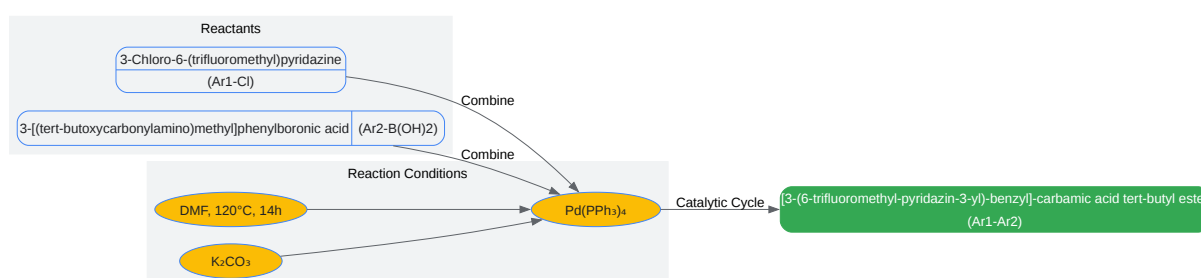 Reactants
3-Chloro-6-(trifluoromethyl)pyridazine
(Ar1-Cl)
Combine
3-[(tert-butoxycarbonylamino)methyl]phenylboronic acid
(Ar2-B(OH)2)
Combine
Reaction Conditions
DMF, 120°C, 14h
Pd(PPh₃)₄
Catalytic Cycle
[3-(6-trifluoromethyl-pyridazin-3-yl)-benzyl]-carbamic acid tert-butyl este
(Ar1-Ar2)
K₂CO₃